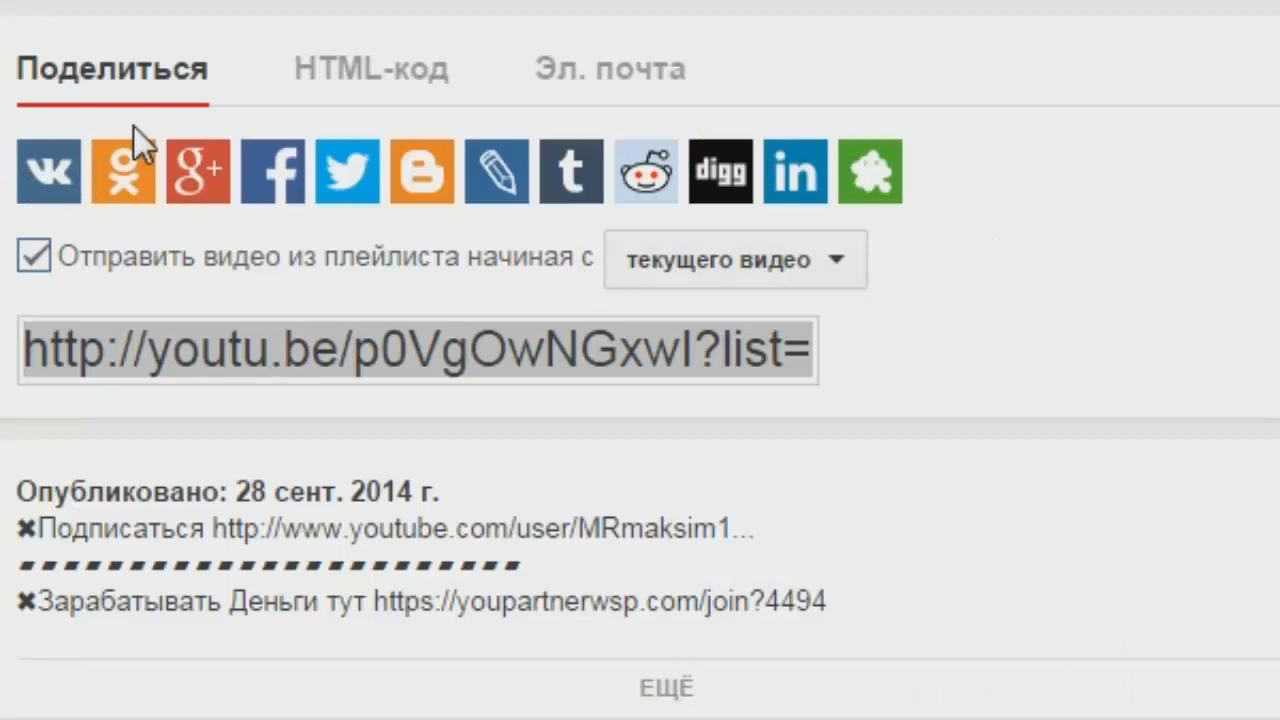 Поделиться HTML-код Эл. почта
g+ f B t digg in
Отправить видео из плейлиста начиная с текущего видео
http://youtu.be/p0VgOwNGxwI?list=
Опубликовано: 28 сент. 2014 г.
✖Подписаться http://www.youtube.com/user/MRmaksim1...
✖Зарабатывать Деньги тут https://youpartnerwsp.com/join?4494
ЕЩЁ